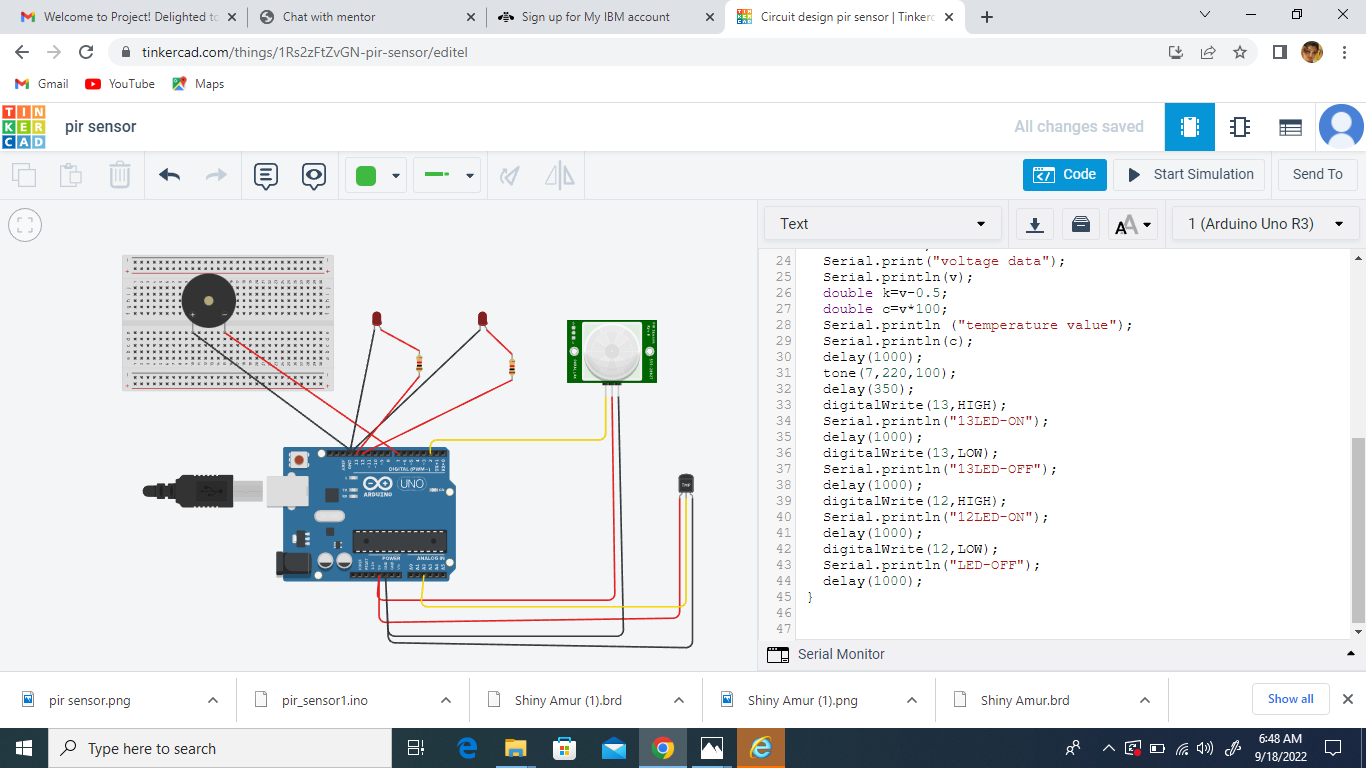 Welcome to Project! Delighted to
Chat with mentor
Sign up for My IBM account
Circuit design pir sensor | Tinkerc
tinkercad.com/things/1Rs2zFtZvGN-pir-sensor/editel
Gmail
YouTube
Maps
TIN
KER
CAD
pir sensor
All changes saved
Code
Start Simulation
Send To
Text
1 (Arduino Uno R3)
24 Serial.print("voltage data");
25 Serial.println(v);
26 double k=v-0.5;
27 double c=v*100;
28 Serial.println ("temperature value");
29 Serial.println(c);
30 delay(1000);
31 tone(7,220,100);
32 delay(350);
33 digitalWrite(13,HIGH);
34 Serial.println("13LED-ON");
35 delay(1000);
36 digitalWrite(13,LOW);
37 Serial.println("13LED-OFF");
38 delay(1000);
39 digitalWrite(12,HIGH);
40 Serial.println("12LED-ON");
41 delay(1000);
42 digitalWrite(12,LOW);
43 Serial.println("LED-OFF");
44 delay(1000);
45 }
46
47
DIGITAL (PWM~)
ARDUINO
UNO
POWER
ANALOG IN
TMP
Serial Monitor
pir sensor.png
pir_sensor1.ino
Shiny Amur (1).brd
Shiny Amur (1).png
Shiny Amur.brd
Show all
Type here to search
6:48 AM
9/18/2022